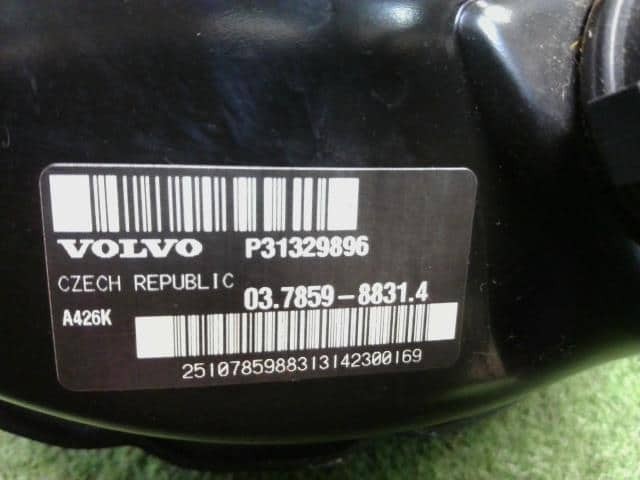 VOLVO P31329896
CZECH REPUBLIC
03.7859-8831.4
A426K
2510785988313142300169